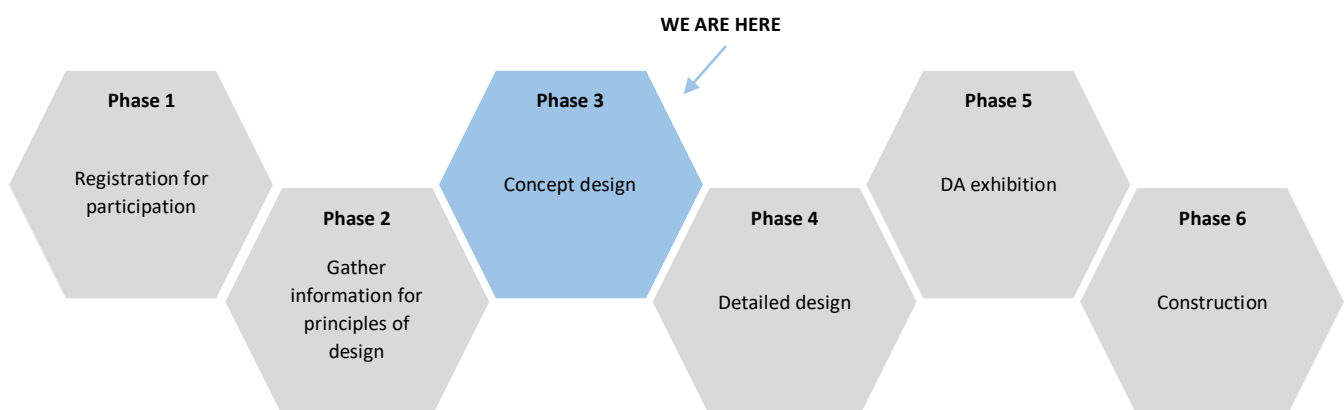 WE ARE HERE
Phase 1
Registration for
participation
Phase 2
Gather
information for
principles of
design
Phase 3
Concept design
Phase 4
Detailed design
Phase 5
DA exhibition
Phase 6
Construction